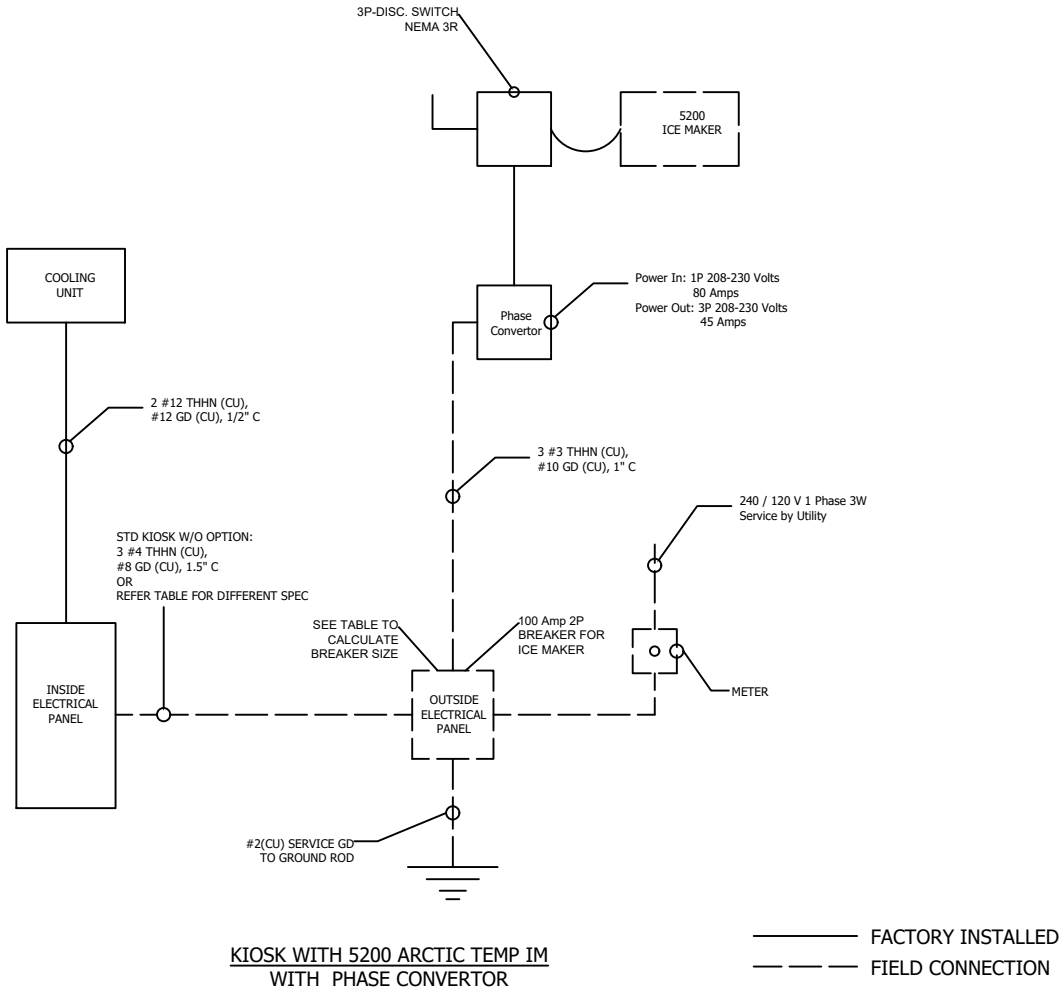 3P-DISC. SWITCH
NEMA 3R
5200
ICE MAKER
COOLING
UNIT
Phase
Convertor
Power In: 1P 208-230 Volts
80 Amps
Power Out: 3P 208-230 Volts
45 Amps
2 #12 THHN (CU),
#12 GD (CU), 1/2" C
3 #3 THHN (CU),
#10 GD (CU), 1" C
240 / 120 V 1 Phase 3W
Service by Utility
STD KIOSK W/O OPTION:
3 #4 THHN (CU),
#8 GD (CU), 1.5" C
OR
REFER TABLE FOR DIFFERENT SPEC
SEE TABLE TO
CALCULATE
BREAKER SIZE
100 Amp 2P
BREAKER FOR
ICE MAKER
INSIDE
ELECTRICAL
PANEL
OUTSIDE
ELECTRICAL
PANEL
METER
#2(CU) SERVICE GD
TO GROUND ROD
KIOSK WITH 5200 ARCTIC TEMP IM
WITH PHASE CONVERTOR
FACTORY INSTALLED
FIELD CONNECTION